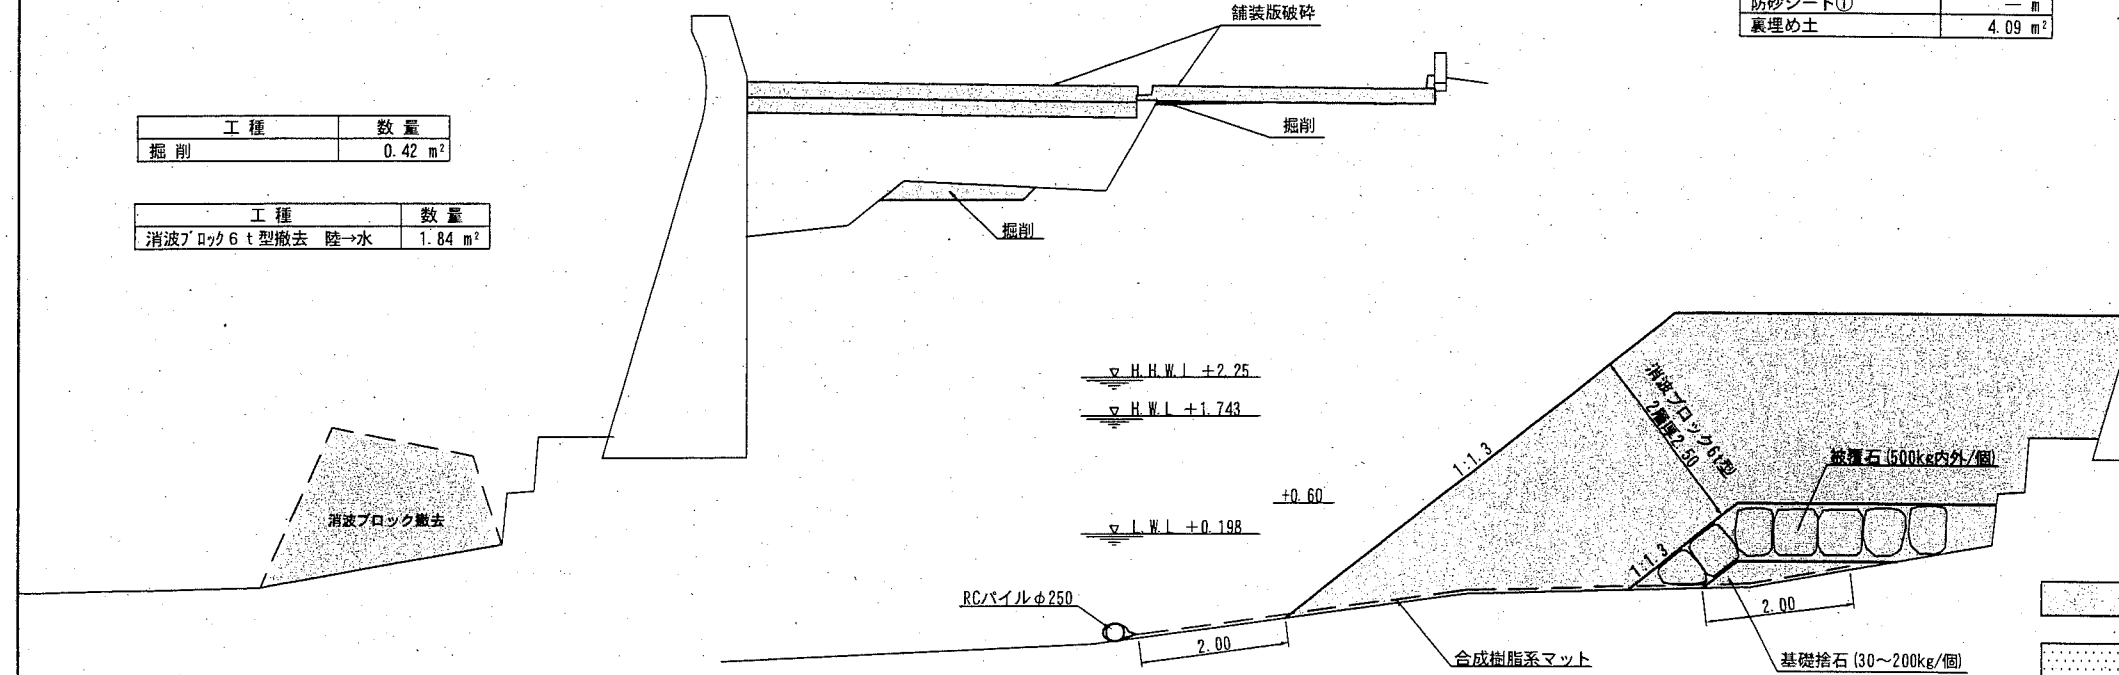 舗装版破砕
防砂シート① ― m
裏埋め土 4.09 m²
工種 数量
掘削 0.42 m²
掘削
工種 数量
消波ブロック6t型撤去 陸→水 1.84 m²
掘削
H.H.W.L +2.25
H.W.L +1.743
消波ブロック6t型
2層厚2.50
1:1.3
被覆石(500kg内外/個)
+0.60
消波ブロック撤去
L.W.L +0.198
1:1.3
RCパイルφ250
2.00
2.00
合成樹脂系マット
基礎捨石(30～200kg/個)